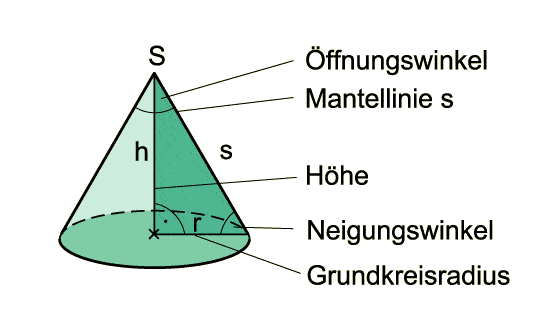 S
Öffnungswinkel
Mantellinie s
h
s
Höhe
r
Neigungswinkel
Grundkreisradius